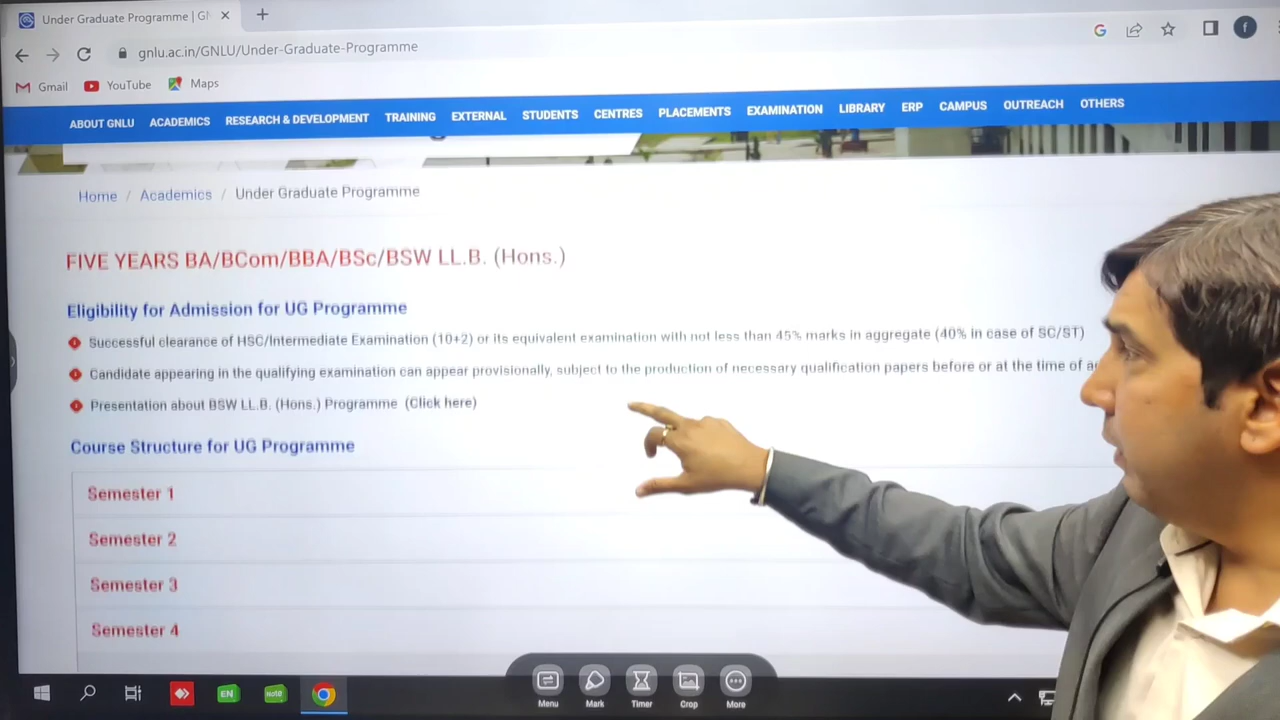 Under Graduate Programme | GN
gnlu.ac.in/GNLU/Under-Graduate-Programme
Gmail YouTube Maps
ABOUT GNLU ACADEMICS RESEARCH & DEVELOPMENT TRAINING EXTERNAL STUDENTS CENTRES PLACEMENTS EXAMINATION LIBRARY ERP CAMPUS OUTREACH OTHERS
Home / Academics / Under Graduate Programme
FIVE YEARS BA/BCom/BBA/BSc/BSW LL.B. (Hons.)
Eligibility for Admission for UG Programme
Successful clearance of HSC/Intermediate Examination (10+2) or its equivalent examination with not less than 45% marks in aggregate (40% in case of SC/ST)
Candidate appearing in the qualifying examination can appear provisionally, subject to the production of necessary qualification papers before or at the time of
Presentation about BSW LL.B. (Hons.) Programme (Click here)
Course Structure for UG Programme
Semester 1
Semester 2
Semester 3
Semester 4
Menu Mark Timer Crop More
EN note
f